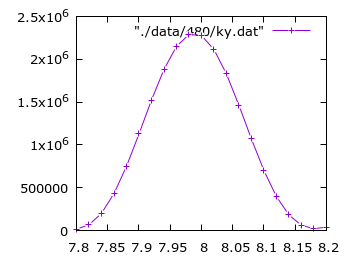 2.5x10^6
"./data/480/ky.dat"
2x10^6
1.5x10^6
1x10^6
500000
0
7.8 7.85 7.9 7.95 8 8.05 8.1 8.15 8.2